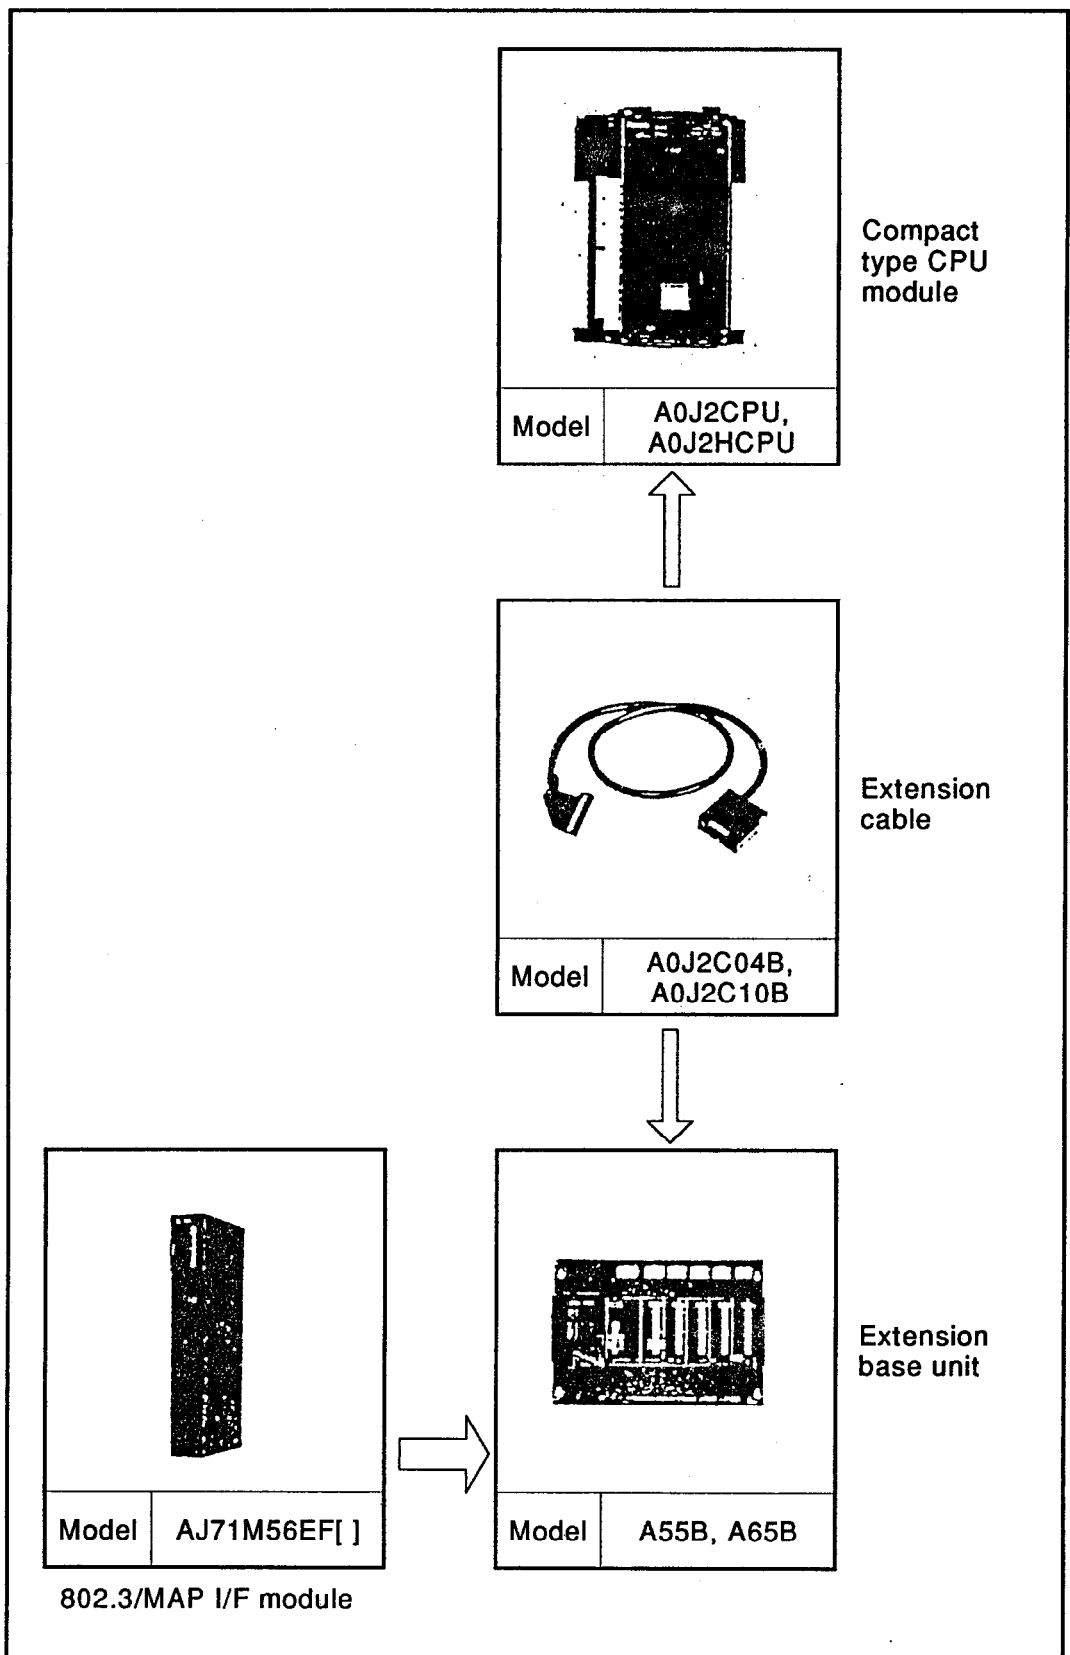 Compact
type CPU
module
Model
A0J2CPU,
A0J2HCPU
Extension
cable
Model
A0J2C04B,
A0J2C10B
Extension
base unit
Model
AJ71M56EF[ ]
Model
A55B, A65B
802.3/MAP I/F module